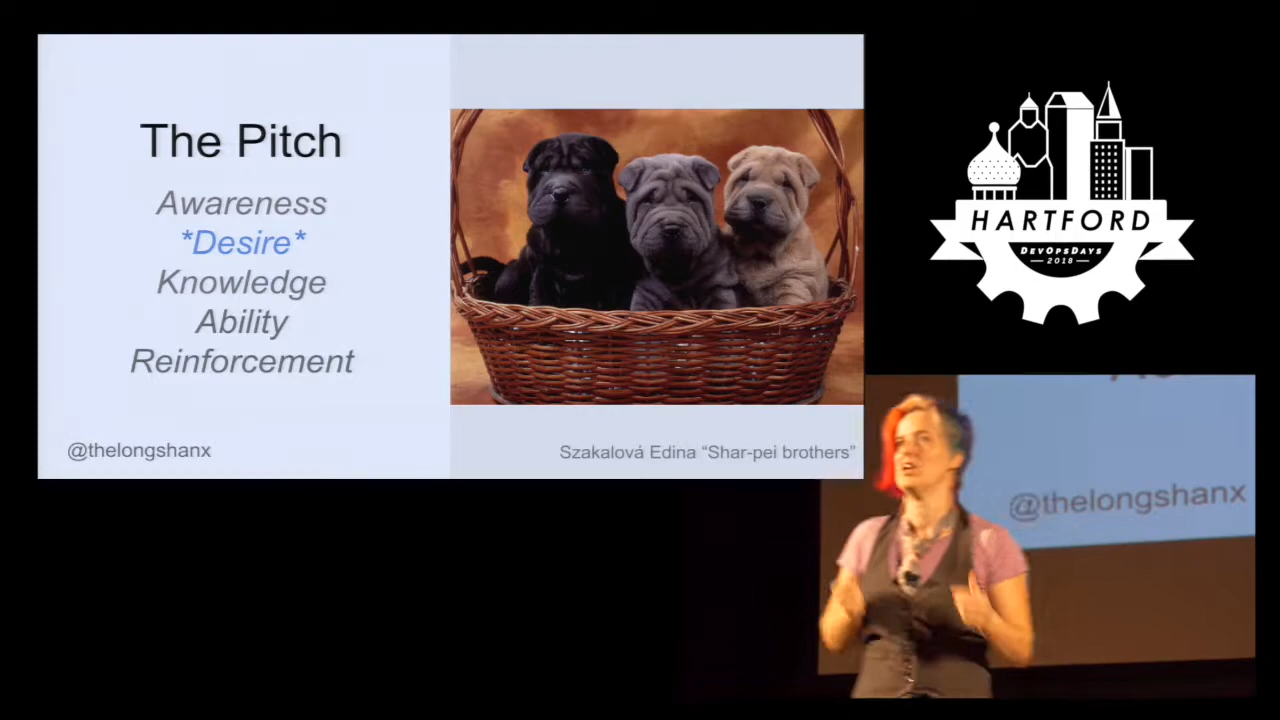 The Pitch
Awareness
*Desire*
Knowledge
Ability
Reinforcement
@thelongshanx
Szakalová Edina “Shar-pei brothers”
HARTFORD
DEVOPSDAYS
2018
@thelongshanx